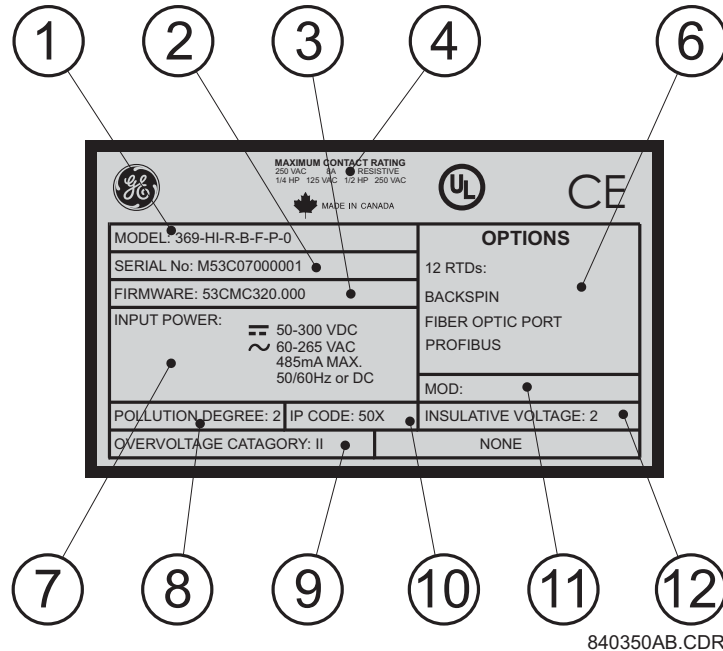 1 2 3 4 6
MAXIMUM CONTACT RATING
250 VAC 8A RESISTIVE
1/4 HP 125 VAC 1/2 HP 250 VAC
MADE IN CANADA
GE
UL
CE
MODEL: 369-HI-R-B-F-P-0
SERIAL No: M53C07000001
FIRMWARE: 53CMC320.000
INPUT POWER:
50-300 VDC
60-265 VAC
485mA MAX.
50/60Hz or DC
OPTIONS
12 RTDs:
BACKSPIN
FIBER OPTIC PORT
PROFIBUS
MOD:
POLLUTION DEGREE: 2 IP CODE: 50X INSULATIVE VOLTAGE: 2
OVERVOLTAGE CATAGORY: II NONE
7 8 9 10 11 12
840350AB.CDR